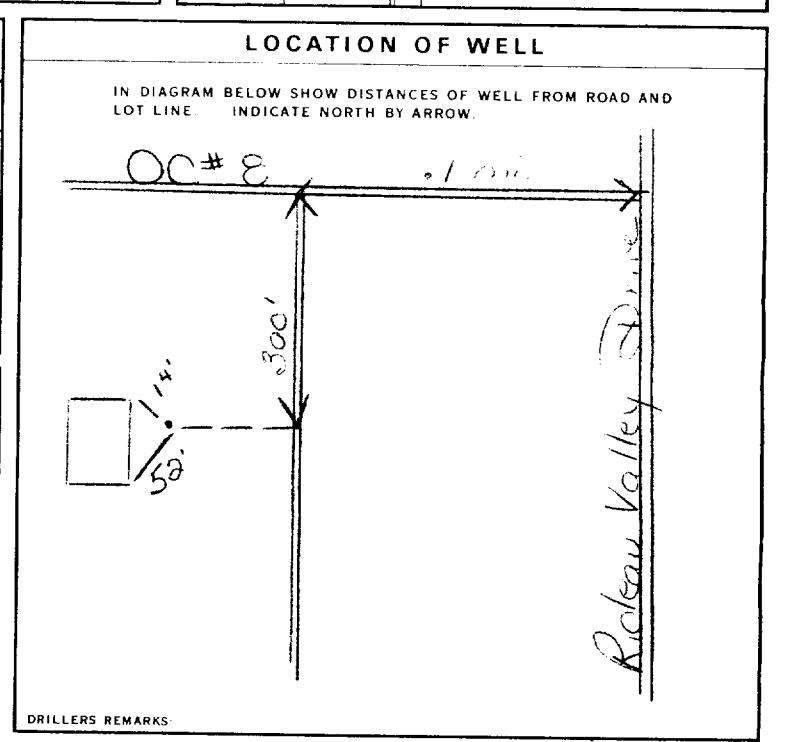 LOCATION OF WELL
IN DIAGRAM BELOW SHOW DISTANCES OF WELL FROM ROAD AND
LOT LINE. INDICATE NORTH BY ARROW.
OC# 8
.1 mi.
300'
14'
52'
Rideau Valley Drive
DRILLERS REMARKS: